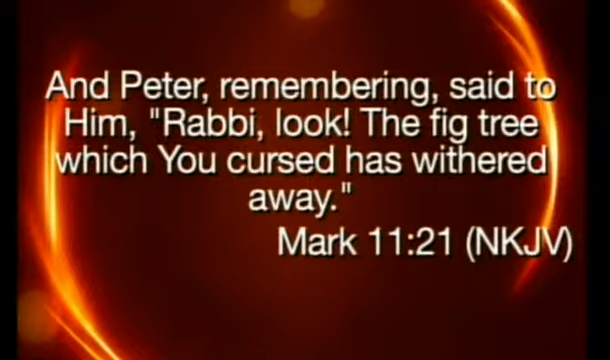 And Peter, remembering, said to
Him, "Rabbi, look! The fig tree
which You cursed has withered
away."
Mark 11:21 (NKJV)